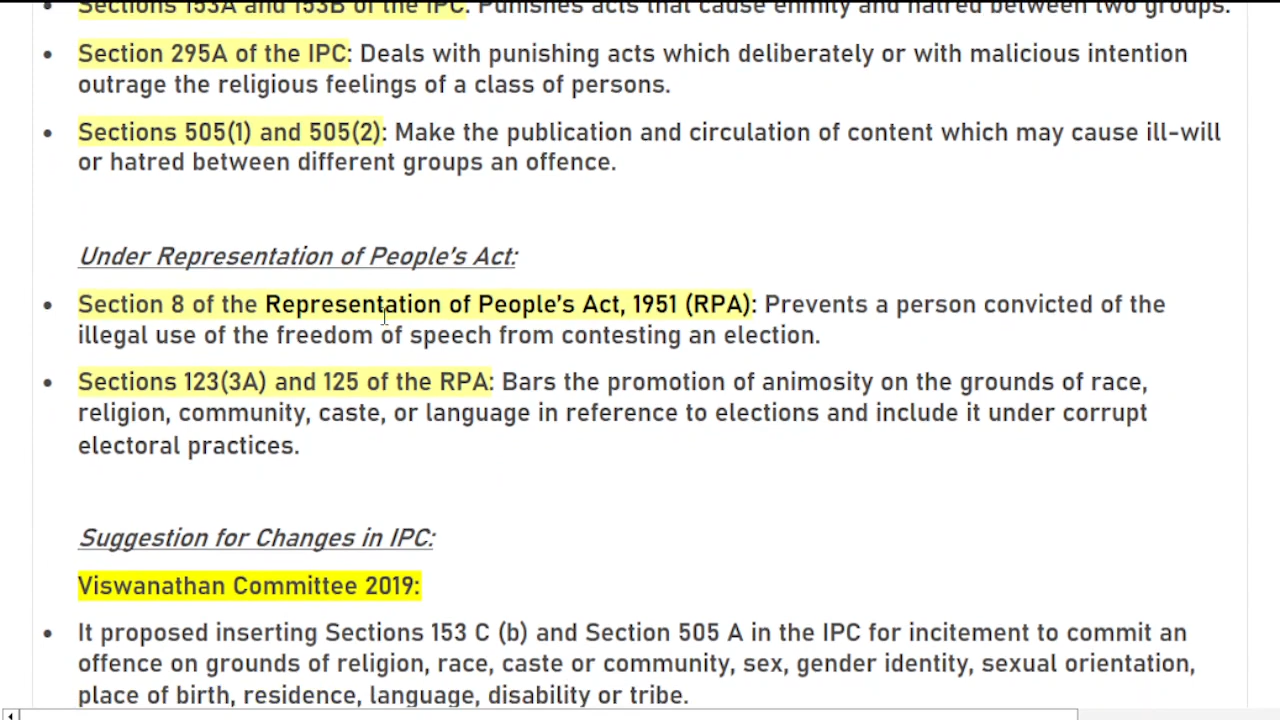 Sections 153A and 153B of the IPC: Punishes acts that cause enmity and hatred between two groups.
Section 295A of the IPC: Deals with punishing acts which deliberately or with malicious intention
outrage the religious feelings of a class of persons.
Sections 505(1) and 505(2): Make the publication and circulation of content which may cause ill-will
or hatred between different groups an offence.
Under Representation of People's Act:
Section 8 of the Representation of People's Act, 1951 (RPA): Prevents a person convicted of the
illegal use of the freedom of speech from contesting an election.
Sections 123(3A) and 125 of the RPA: Bars the promotion of animosity on the grounds of race,
religion, community, caste, or language in reference to elections and include it under corrupt
electoral practices.
Suggestion for Changes in IPC:
Viswanathan Committee 2019:
It proposed inserting Sections 153 C (b) and Section 505 A in the IPC for incitement to commit an
offence on grounds of religion, race, caste or community, sex, gender identity, sexual orientation,
place of birth, residence, language, disability or tribe.